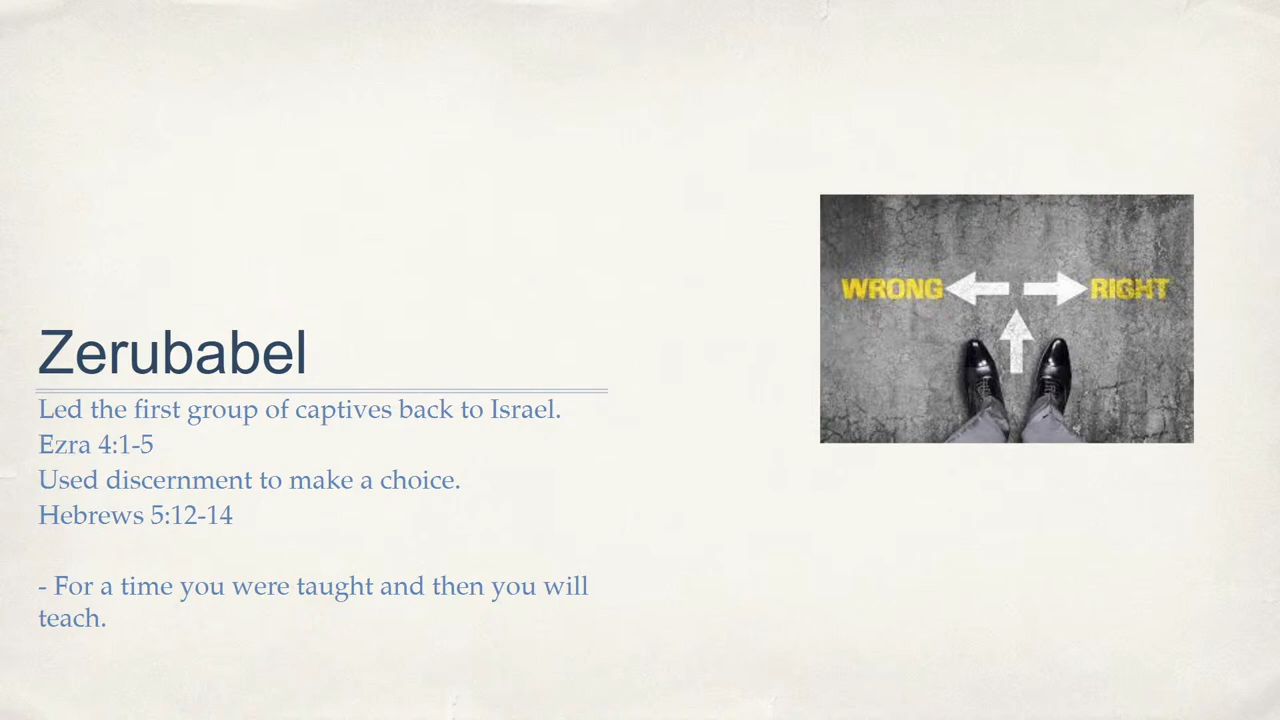 WRONG RIGHT
Zerubabel
Led the first group of captives back to Israel.
Ezra 4:1-5
Used discernment to make a choice.
Hebrews 5:12-14
- For a time you were taught and then you will
teach.